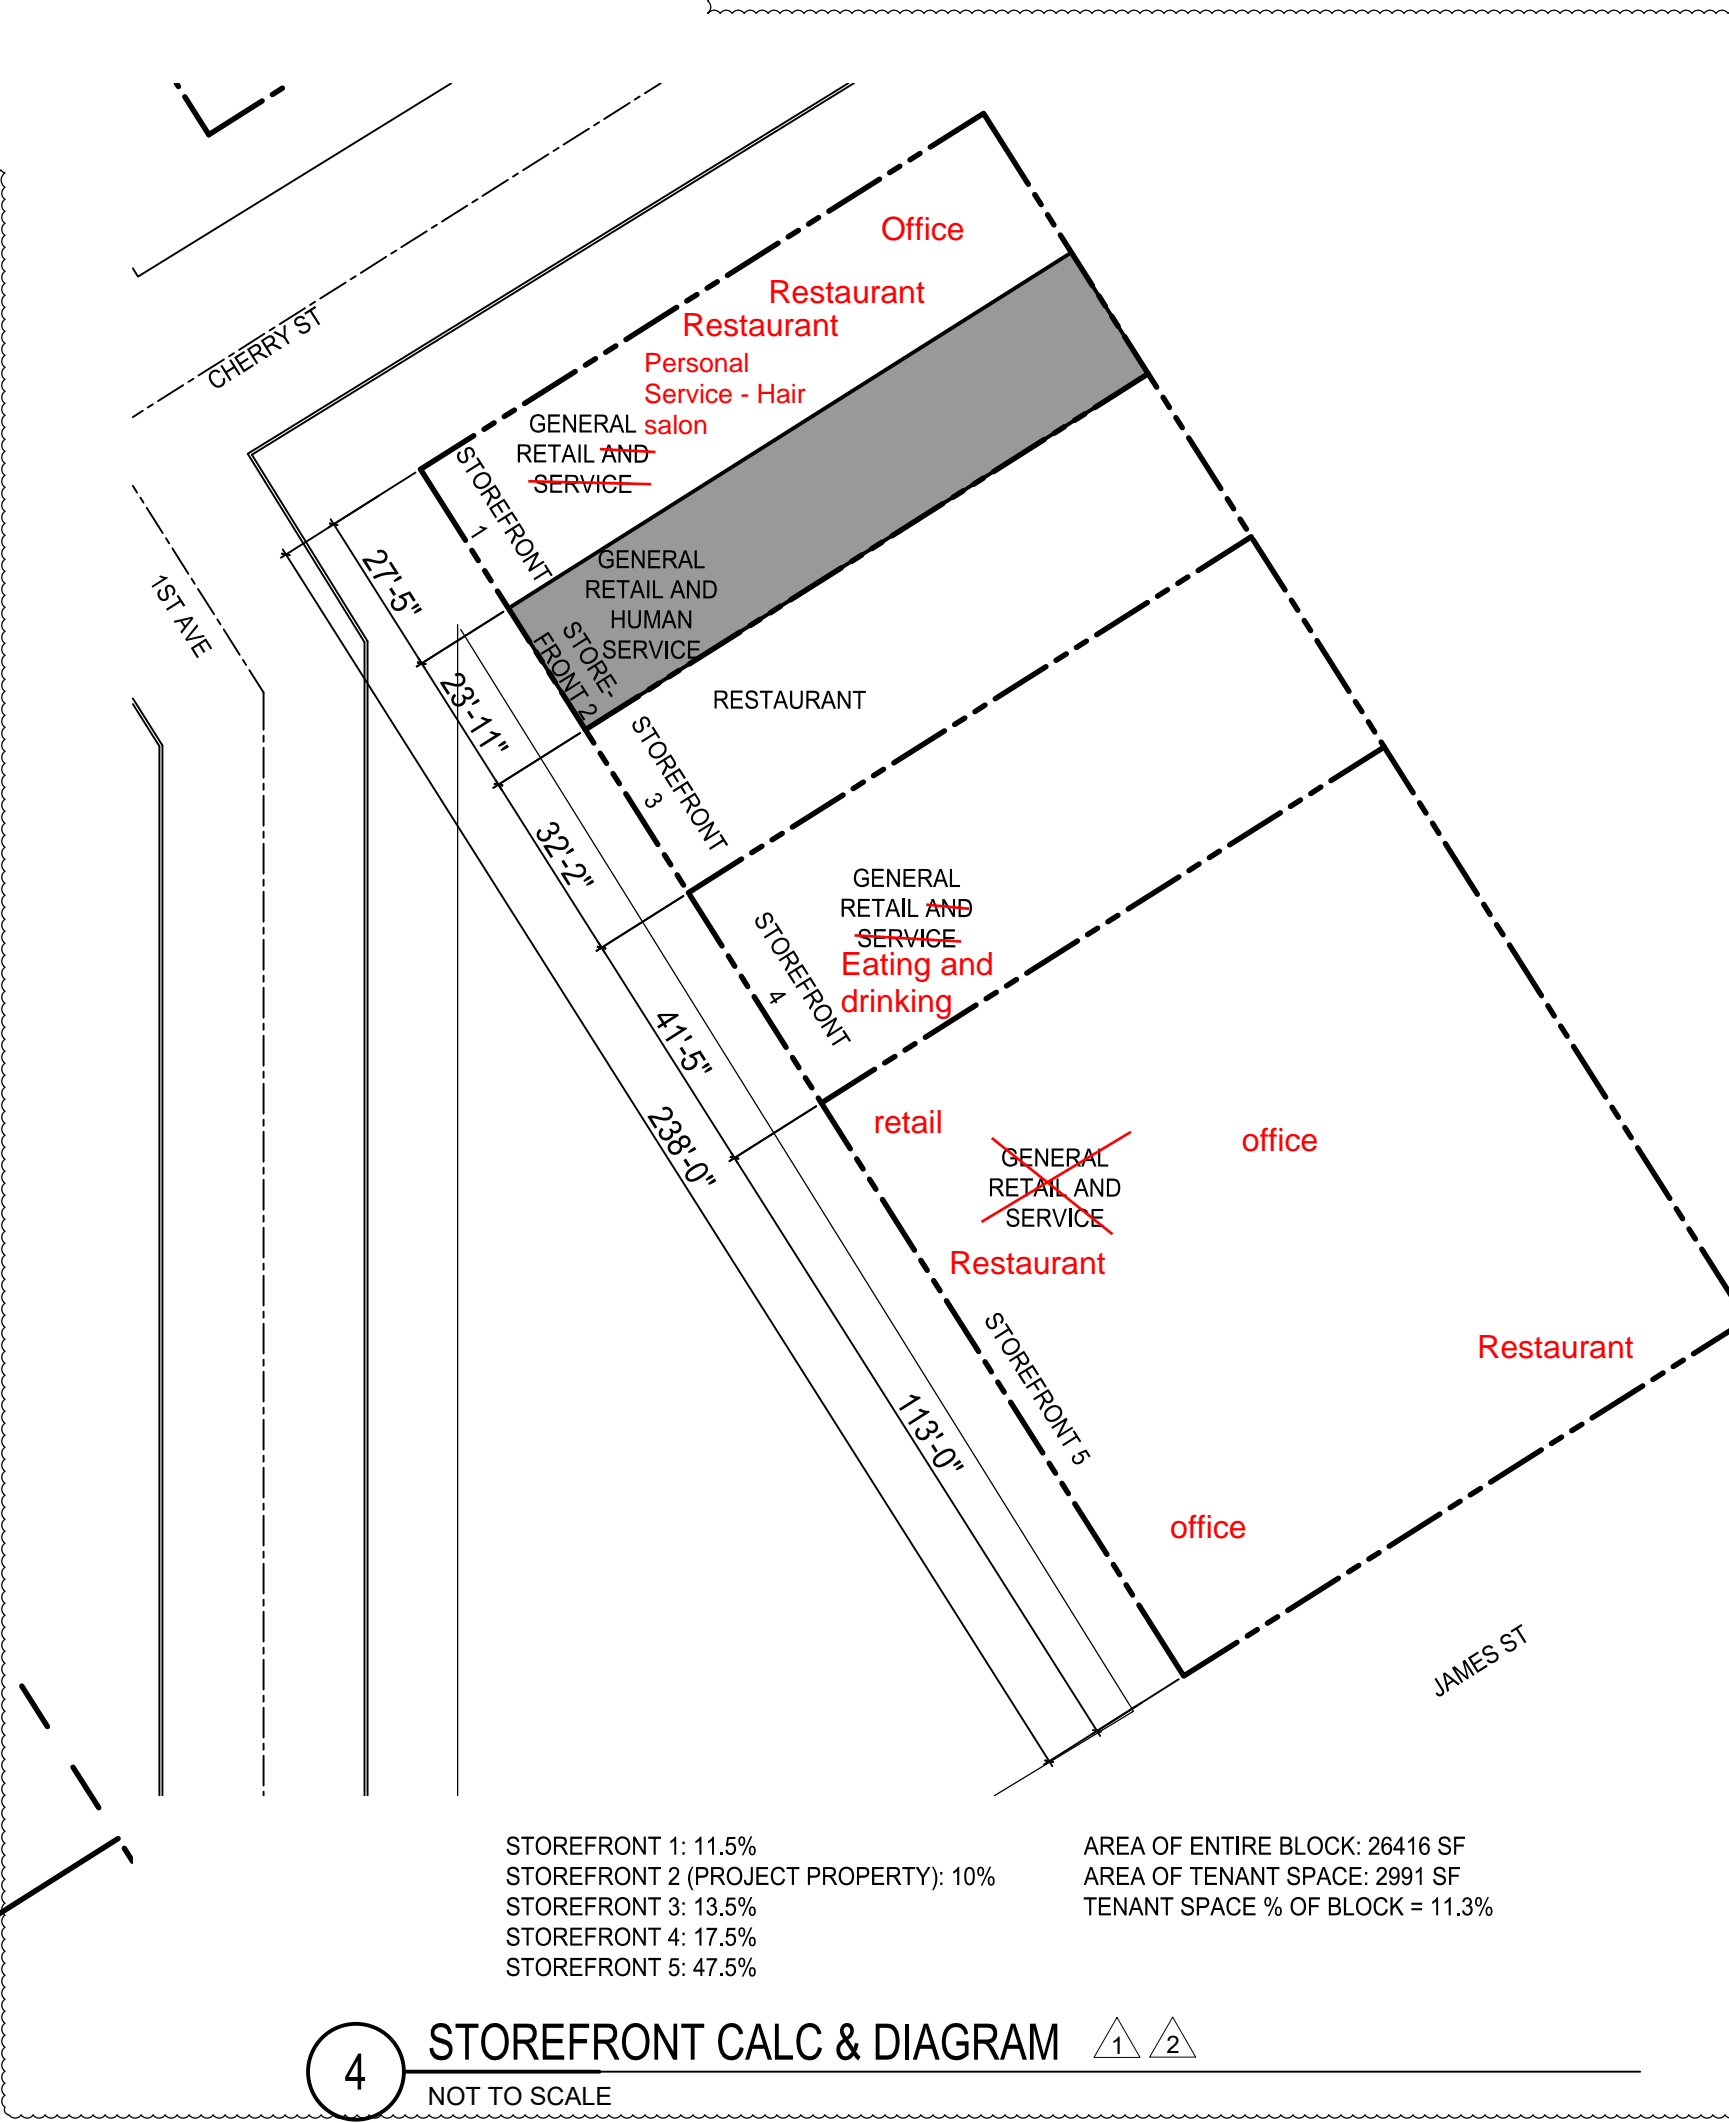 CHERRY ST
1ST AVE
Office
Restaurant
Restaurant
Personal
Service - Hair
salon
GENERAL
RETAIL AND
SERVICE
STOREFRONT
1
27'-5"
GENERAL
RETAIL AND
HUMAN
SERVICE
STORE-
FRONT 2
23'-11"
RESTAURANT
STOREFRONT
3
32'-2"
GENERAL
RETAIL AND
SERVICE
Eating and
drinking
STOREFRONT
4
41'-5"
238'-0"
retail
GENERAL
RETAIL AND
SERVICE
office
Restaurant
Restaurant
STOREFRONT 5
113'-0"
office
JAMES ST
STOREFRONT 1: 11.5%
STOREFRONT 2 (PROJECT PROPERTY): 10%
STOREFRONT 3: 13.5%
STOREFRONT 4: 17.5%
STOREFRONT 5: 47.5%
AREA OF ENTIRE BLOCK: 26416 SF
AREA OF TENANT SPACE: 2991 SF
TENANT SPACE % OF BLOCK = 11.3%
4
STOREFRONT CALC & DIAGRAM
1
2
NOT TO SCALE